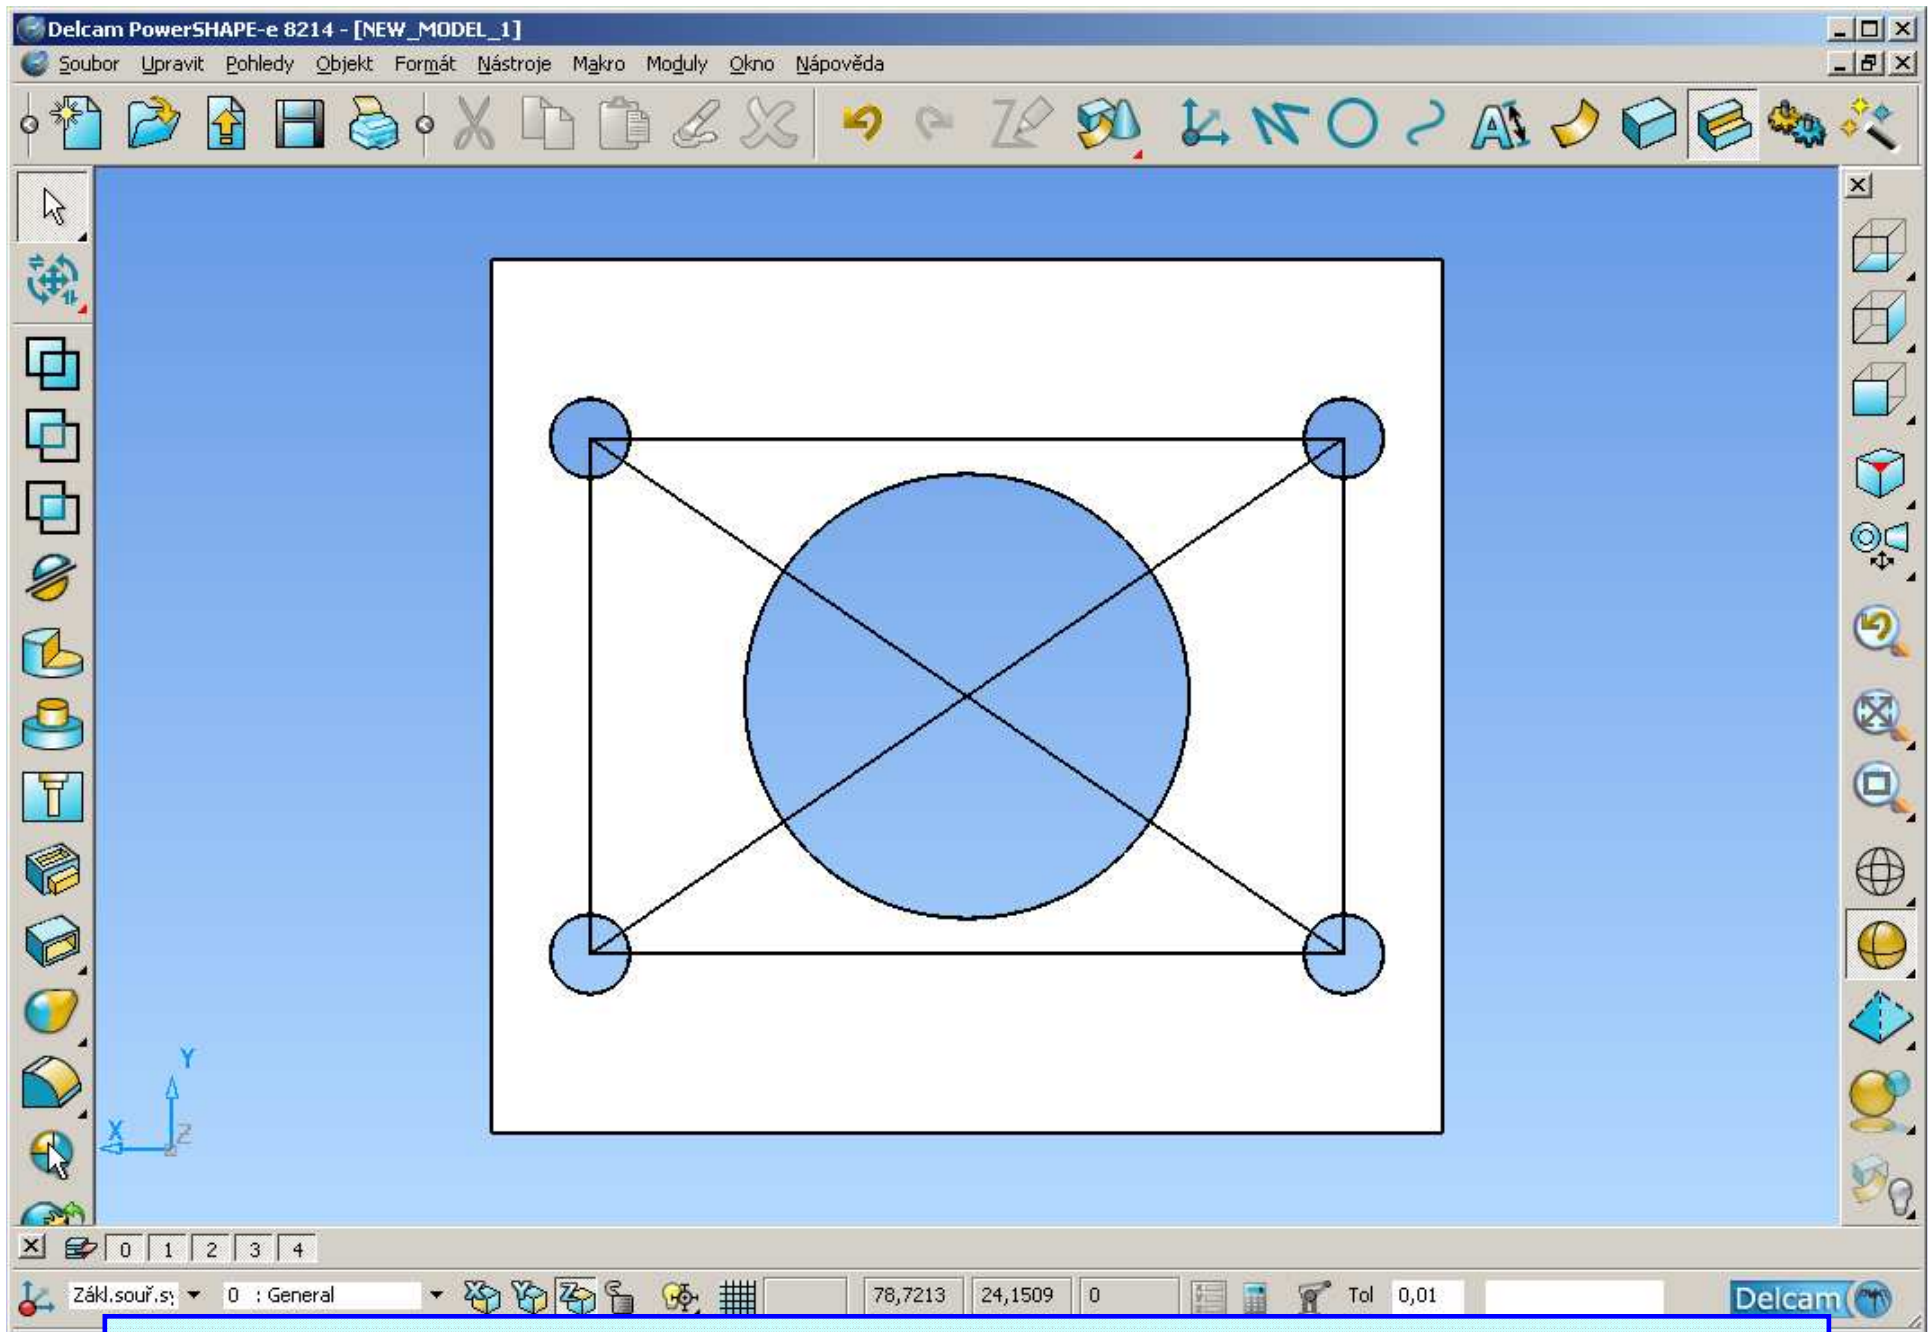 Delcam PowerSHAPE-e 8214 - [NEW_MODEL_1]
Soubor Upravit Pohledy Objekt Formát Nástroje Makro Moduly Okno Nápověda
Y
X Z
0 1 2 3 4
Zákl.souř.sy 0 : General 78,7213 24,1509 0 Tol 0,01 Delcam